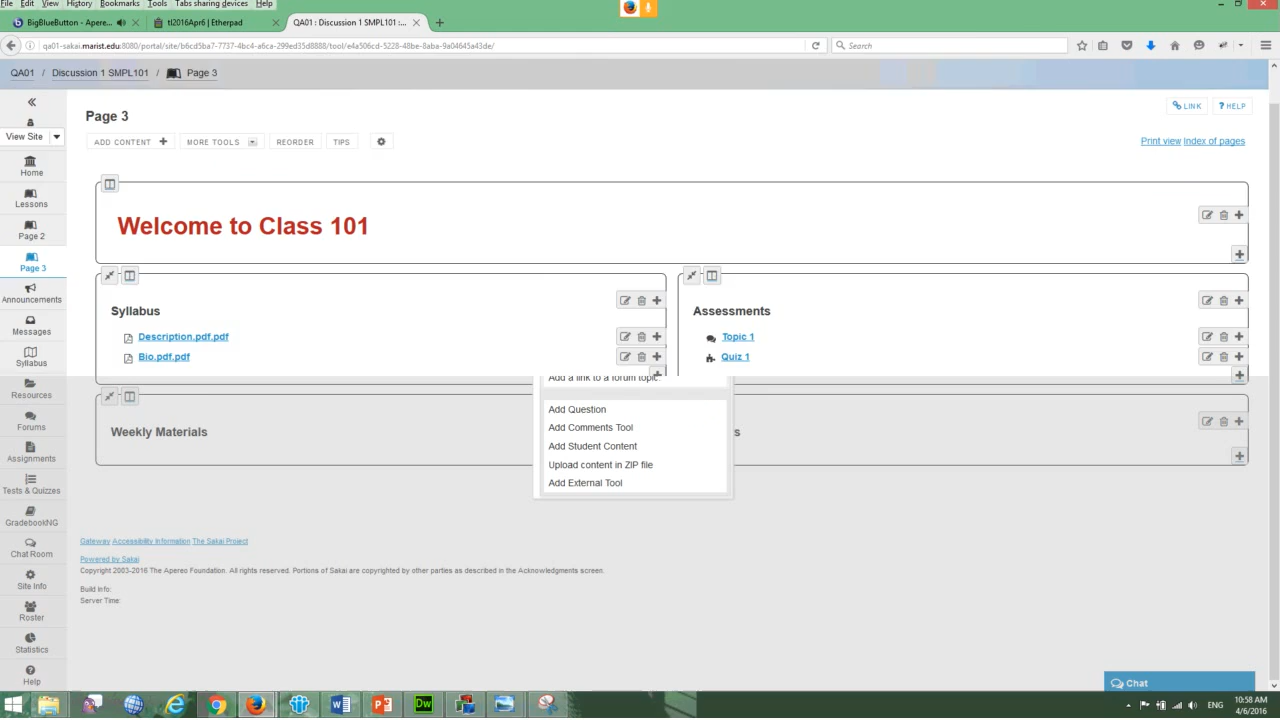 File Edit View History Bookmarks Tools Tabs sharing devices Help
BigBlueButton - Apere...
tl2016Apr6 | Etherpad
QA01 : Discussion 1 SMPL101 :...
qa01-sakai.marist.edu:8080/portal/site/b6cd5ba7-7737-4bc4-a6ca-299ed35d8888/tool/e4a506cd-5228-48be-8aba-9a04645a43de/
Search
QA01 / Discussion 1 SMPL101 / Page 3
View Site
Home
Lessons
Page 2
Page 3
Announcements
Messages
Syllabus
Resources
Forums
Assignments
Tests & Quizzes
GradebookNG
Chat Room
Site Info
Roster
Statistics
Help
Page 3
LINK
? HELP
ADD CONTENT
MORE TOOLS
REORDER
TIPS
Print view Index of pages
Welcome to Class 101
Syllabus
Description.pdf.pdf
Bio.pdf.pdf
Assessments
Topic 1
Quiz 1
Add a link to a forum topic.
Add Question
Add Comments Tool
Add Student Content
Upload content in ZIP file
Add External Tool
Weekly Materials
s
Gateway Accessibility Information The Sakai Project
Powered by Sakai
Copyright 2003-2016 The Apereo Foundation. All rights reserved. Portions of Sakai are copyrighted by other parties as described in the Acknowledgments screen.
Build info:
Server Time:
Chat
Dw
ENG
10:58 AM
4/6/2016